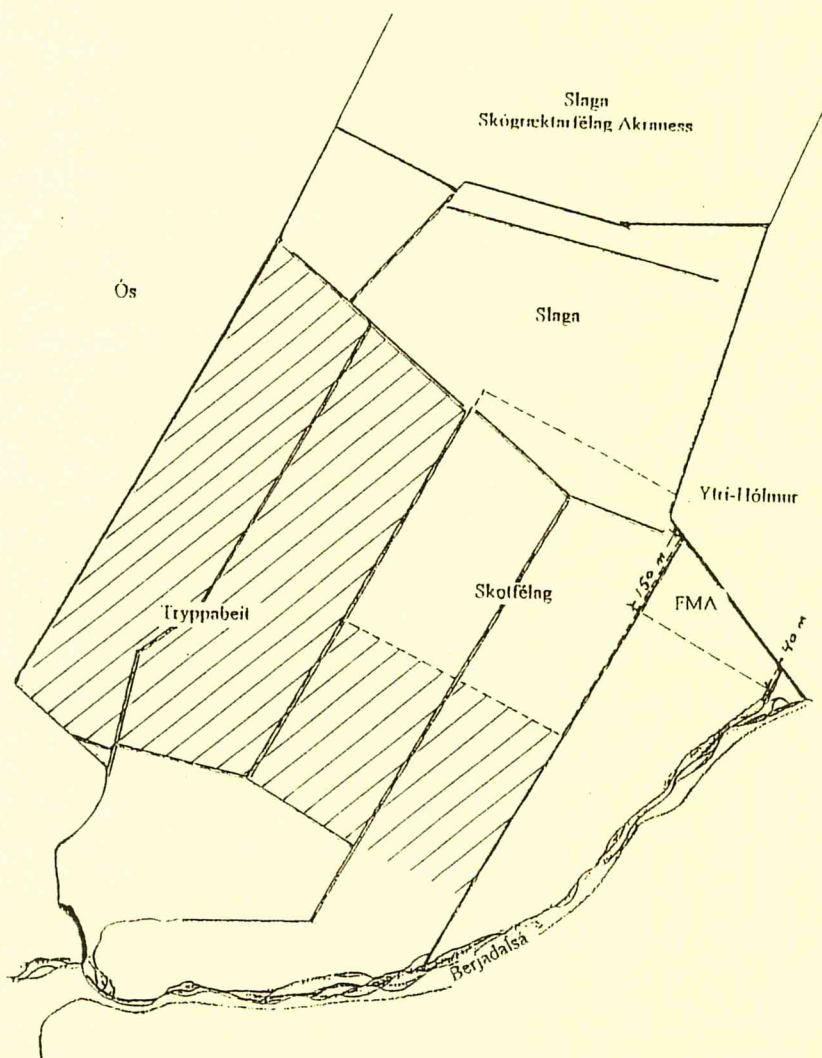 Slaga
Skógræktarfélag Akraness
Ós
Slaga
Ytri-Hólmur
150 m
FMA
Skotfélag
Tryppabeit
40 m
Berjadalsá